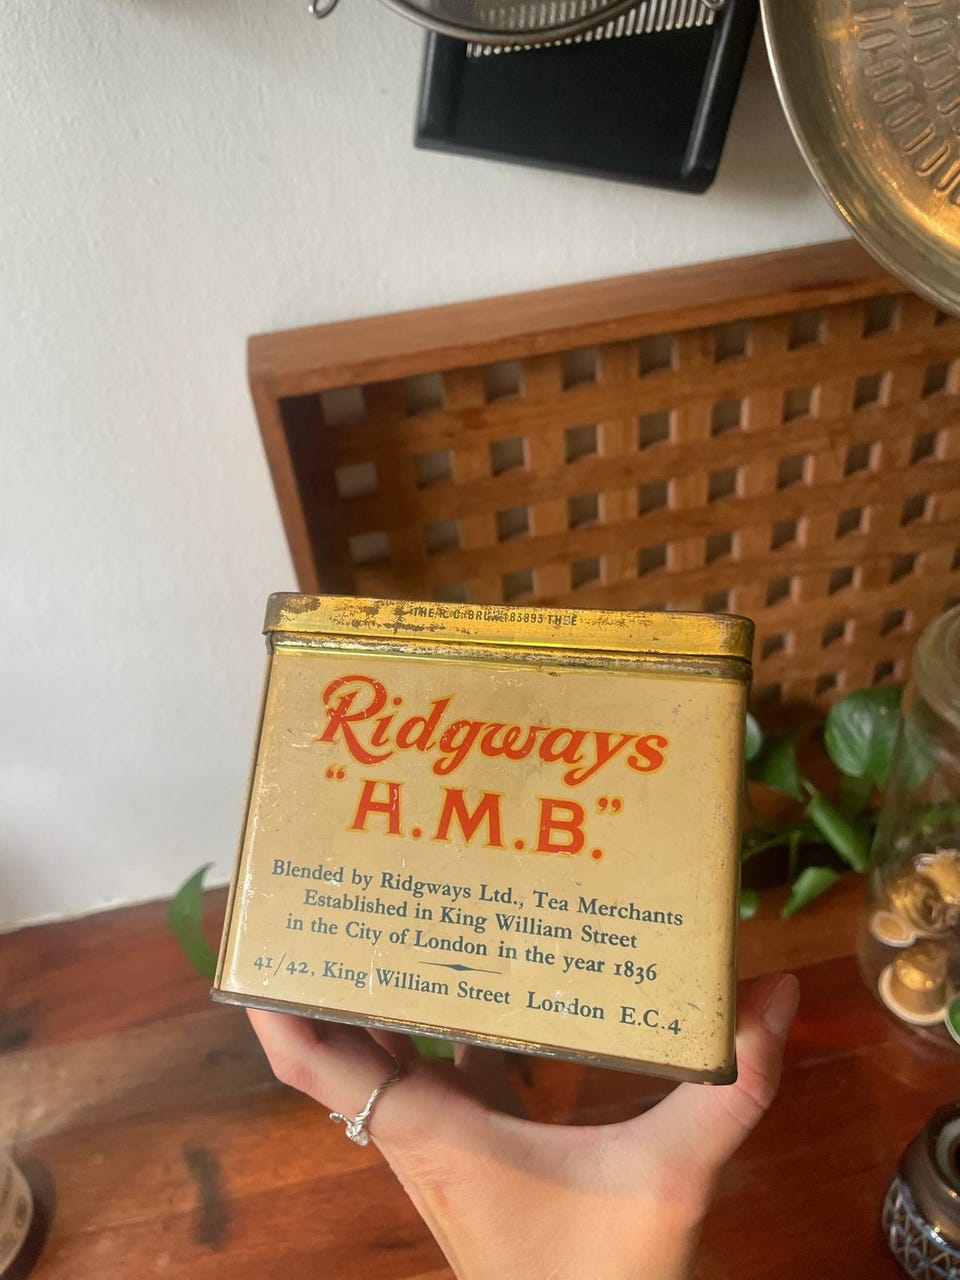 Ridgways
"H.M.B."
Blended by Ridgways Ltd., Tea Merchants
Established in King William Street
in the City of London in the year 1836
41/42, King William Street London E.C.4